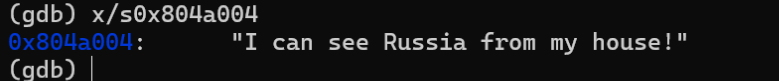 (gdb) x/s0x804a004
0x804a004:      "I can see Russia from my house!"
(gdb)